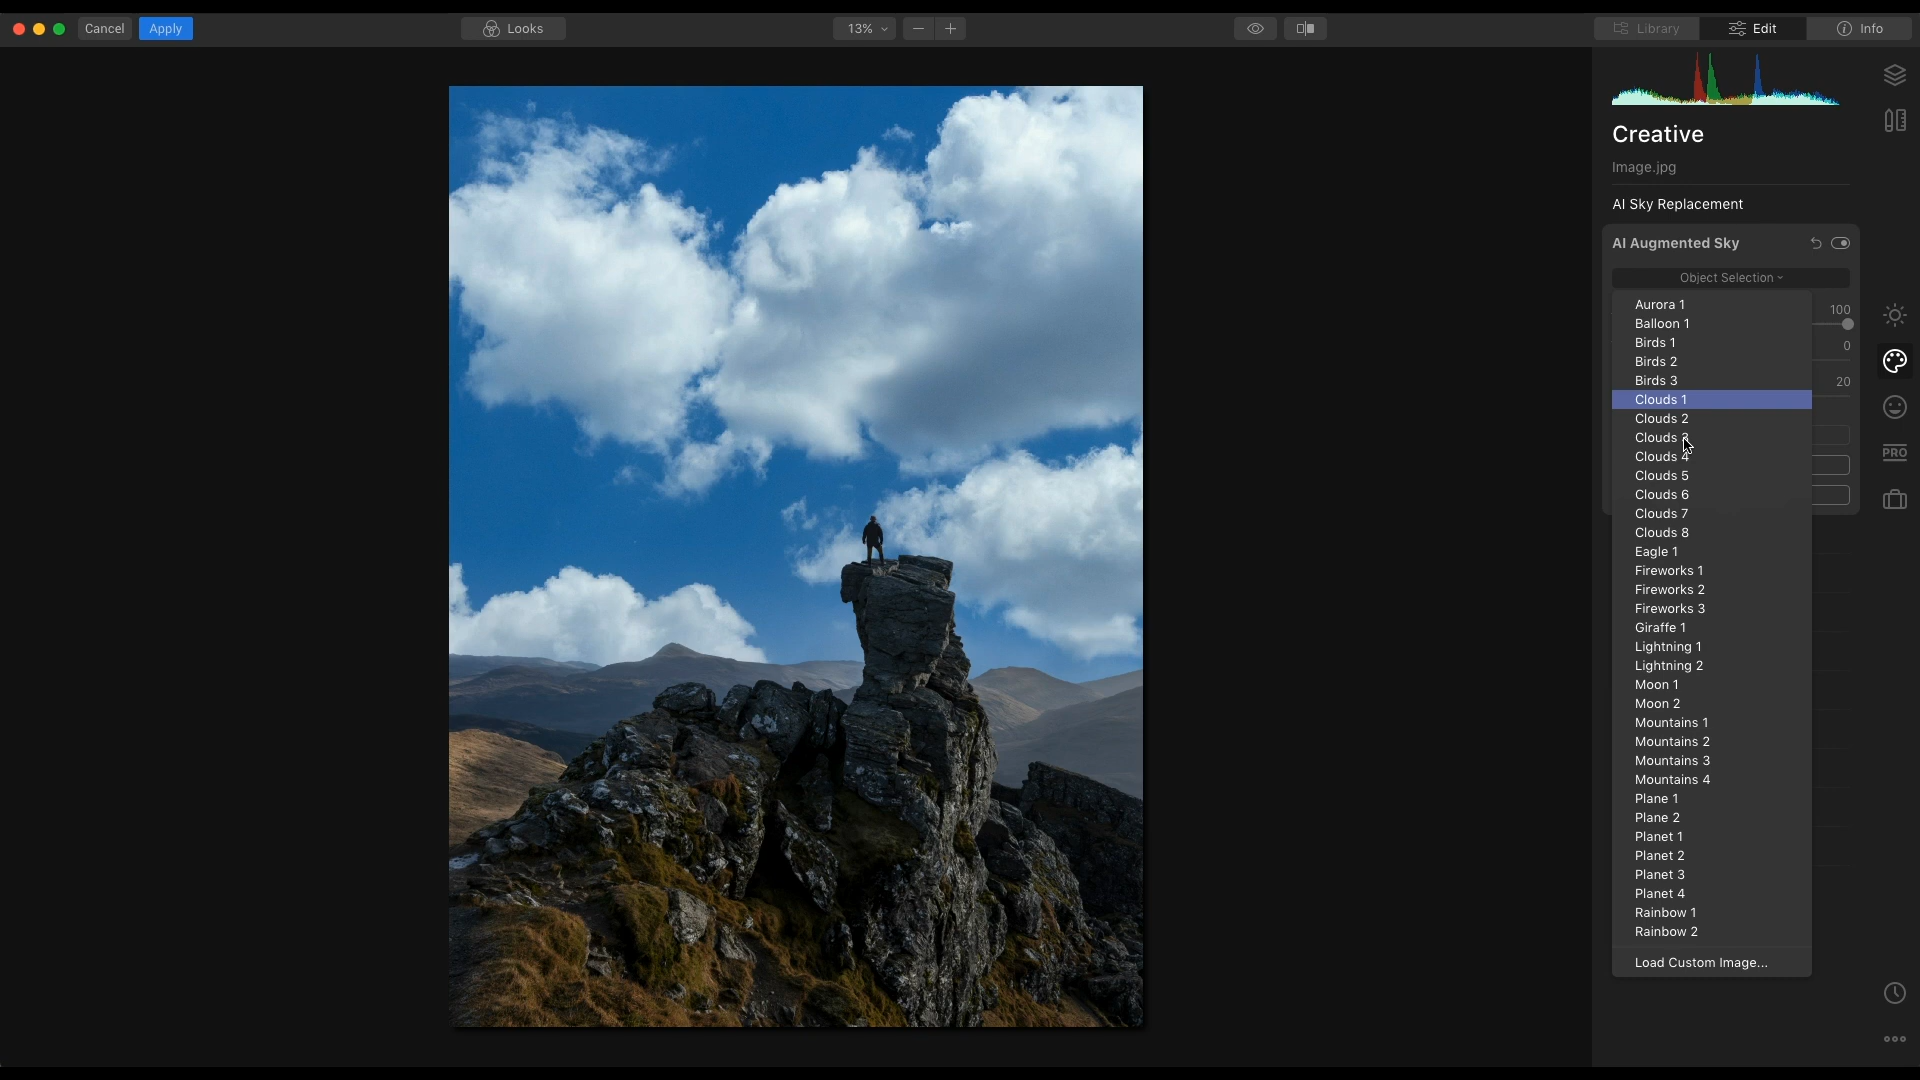 Cancel Apply Looks 13% Library Edit Info
Creative
Image.jpg
AI Sky Replacement
AI Augmented Sky
Object Selection
Aurora 1
100
Balloon 1
Birds 1
0
Birds 2
Birds 3
20
Clouds 1
Clouds 2
Clouds 3
Clouds 4
PRO
Clouds 5
Clouds 6
Clouds 7
Clouds 8
Eagle 1
Fireworks 1
Fireworks 2
Fireworks 3
Giraffe 1
Lightning 1
Lightning 2
Moon 1
Moon 2
Mountains 1
Mountains 2
Mountains 3
Mountains 4
Plane 1
Plane 2
Planet 1
Planet 2
Planet 3
Planet 4
Rainbow 1
Rainbow 2
Load Custom Image...